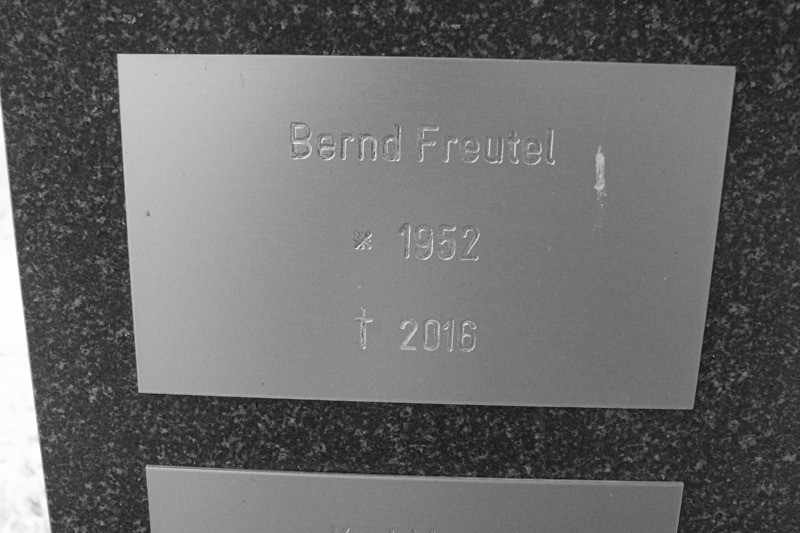 Bernd Freutel
* 1952
† 2016